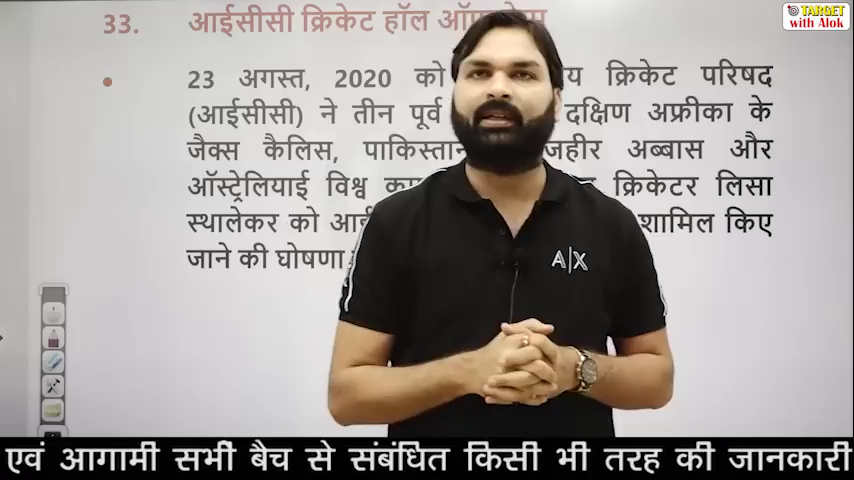 TARGET
with Alok
33. आईसीसी क्रिकेट हॉल
23 अगस्त, 2020 को क्रिकेट परिषद
(आईसीसी) ने तीन पूर्व दक्षिण अफ्रीका के
जैक्स कैलिस, पाकिस्तान जहीर अब्बास और
ऑस्ट्रेलियाई विश्व क्रिकेटर लिसा
स्थालेकर को शामिल किए
जाने की घोषणा
A|X
एवं आगामी सभी बैच से संबंधित किसी भी तरह की जानकारी